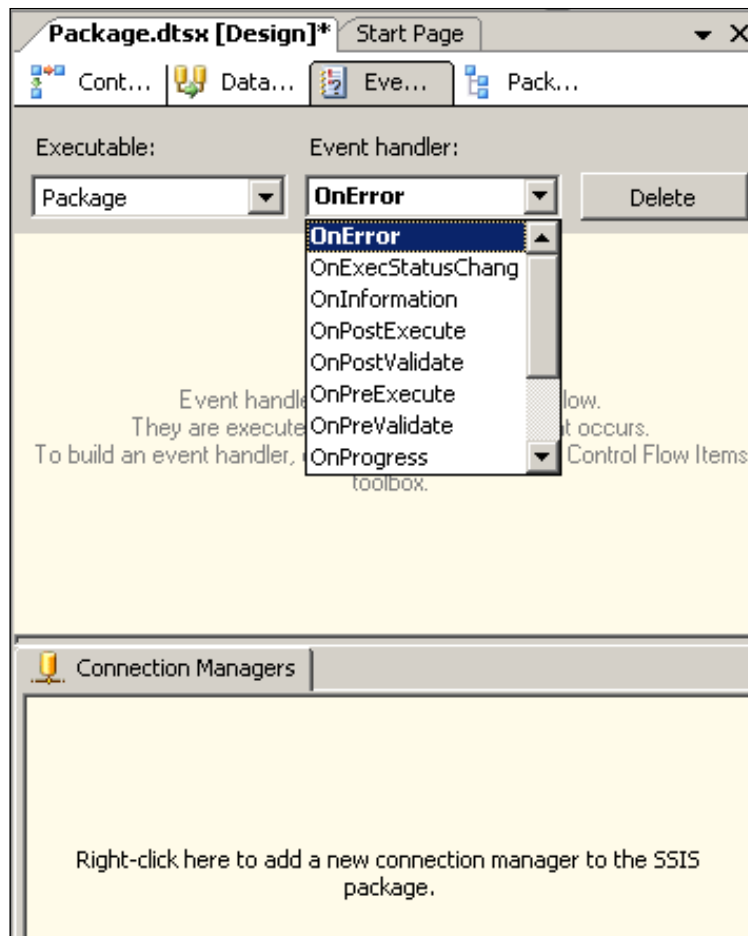 Package.dtsx [Design]* Start Page
Cont... Data... Eve... Pack...
Executable: Event handler:
Package OnError Delete
OnError
OnExecStatusChang
OnInformation
OnPostExecute
OnPostValidate
OnPreExecute
OnPreValidate
OnProgress
Event handle low.
They are execute t occurs.
To build an event handler, Control Flow Items
toolbox.
Connection Managers
Right-click here to add a new connection manager to the SSIS
package.